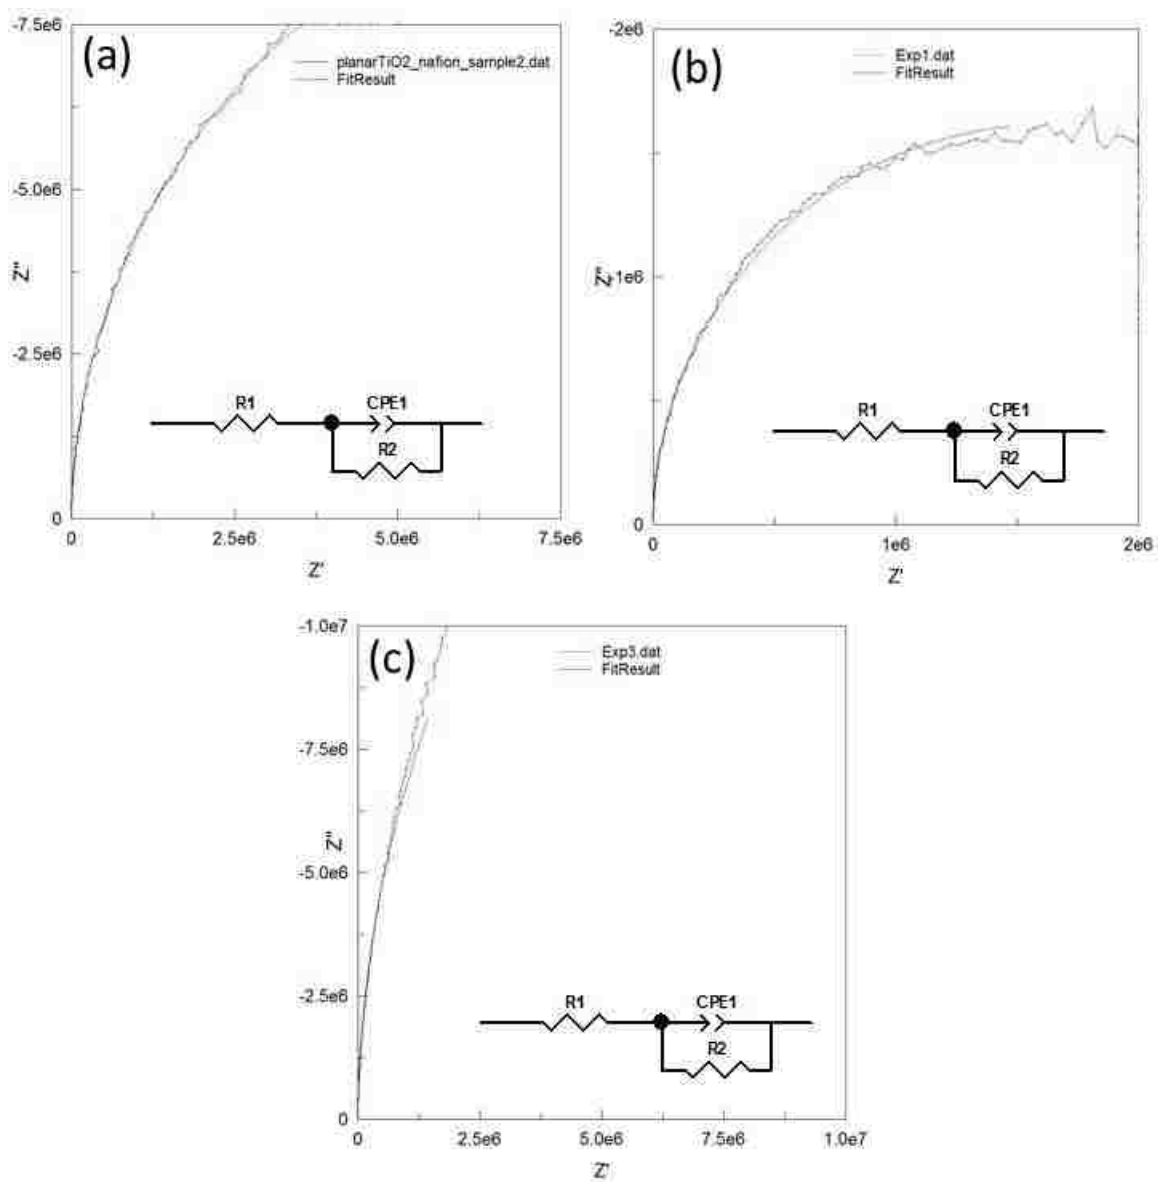 (a)
-7.5e6
planarTiO2_nafion_sample2.dat
FitResult
-5.0e6
Z''
-2.5e6
R1
CPE1
R2
0
0
2.5e6
5.0e6
7.5e6
Z'
(b)
-2e6
Exp1.dat
FitResult
Z''
-1e6
R1
CPE1
R2
0
0
1e6
2e6
Z'
(c)
-1.0e7
Exp3.dat
FitResult
-7.5e6
Z''
-5.0e6
-2.5e6
R1
CPE1
R2
0
0
2.5e6
5.0e6
7.5e6
1.0e7
Z'